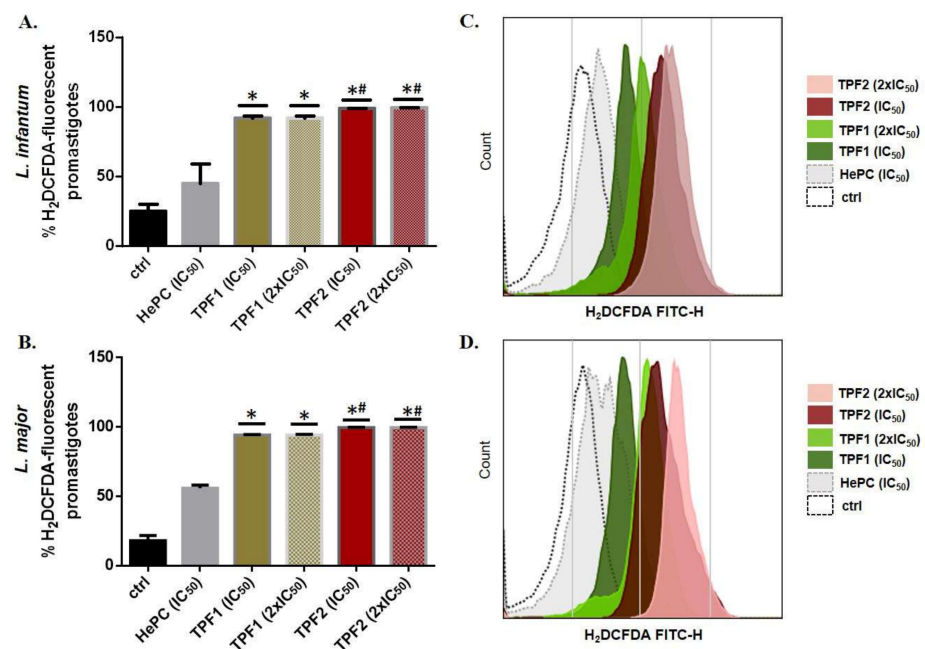 A.
L. infantum
% H₂DCFDA-fluorescent
promastigotes
150
100
50
0
* * *# *#
ctrl
HePC (IC₅₀)
TPF1 (IC₅₀)
TPF1 (2xIC₅₀)
TPF2 (IC₅₀)
TPF2 (2xIC₅₀)
C.
Count
H₂DCFDA FITC-H
TPF2 (2xIC₅₀)
TPF2 (IC₅₀)
TPF1 (2xIC₅₀)
TPF1 (IC₅₀)
HePC (IC₅₀)
ctrl
B.
L. major
% H₂DCFDA-fluorescent
promastigotes
150
100
50
0
* * *# *#
ctrl
HePC (IC₅₀)
TPF1 (IC₅₀)
TPF1 (2xIC₅₀)
TPF2 (IC₅₀)
TPF2 (2xIC₅₀)
D.
Count
H₂DCFDA FITC-H
TPF2 (2xIC₅₀)
TPF2 (IC₅₀)
TPF1 (2xIC₅₀)
TPF1 (IC₅₀)
HePC (IC₅₀)
ctrl